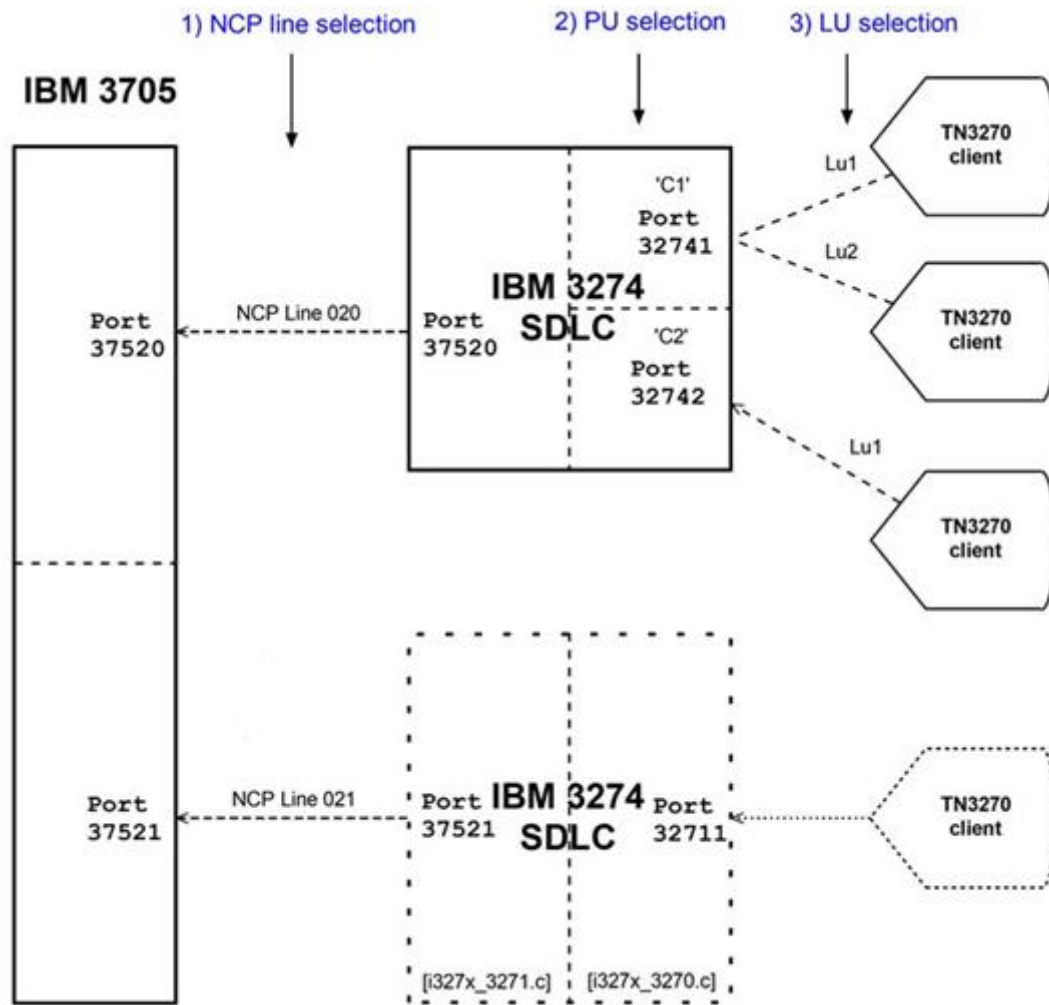 1) NCP line selection
2) PU selection
3) LU selection
IBM 3705
TN3270
client
Lu1
'C1'
Port
32741
Lu2
IBM 3274
SDLC
NCP Line 020
Port
37520
Port
37520
TN3270
client
'C2'
Port
32742
Lu1
TN3270
client
NCP Line 021
Port
37521
Port
37521
IBM 3274
SDLC
Port
32711
TN3270
client
[i327x_3271.c]
[i327x_3270.c]